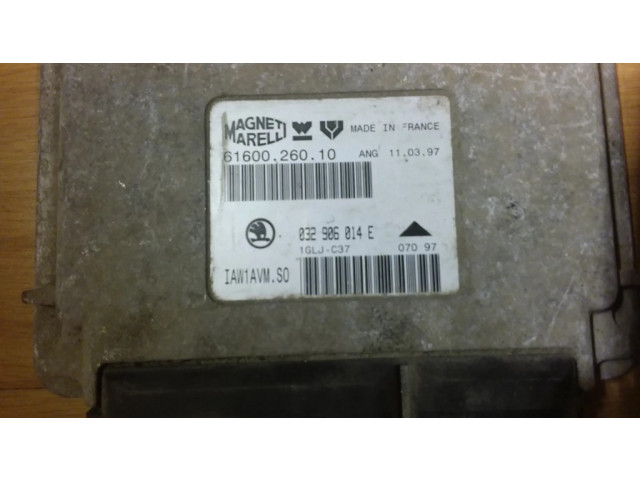 MAGNETI MARELLI MADE IN FRANCE
61600.260.10 ANG 11.03.97
032 906 014 E
1GLJ-C37 070 97
IAW1AVM.S0